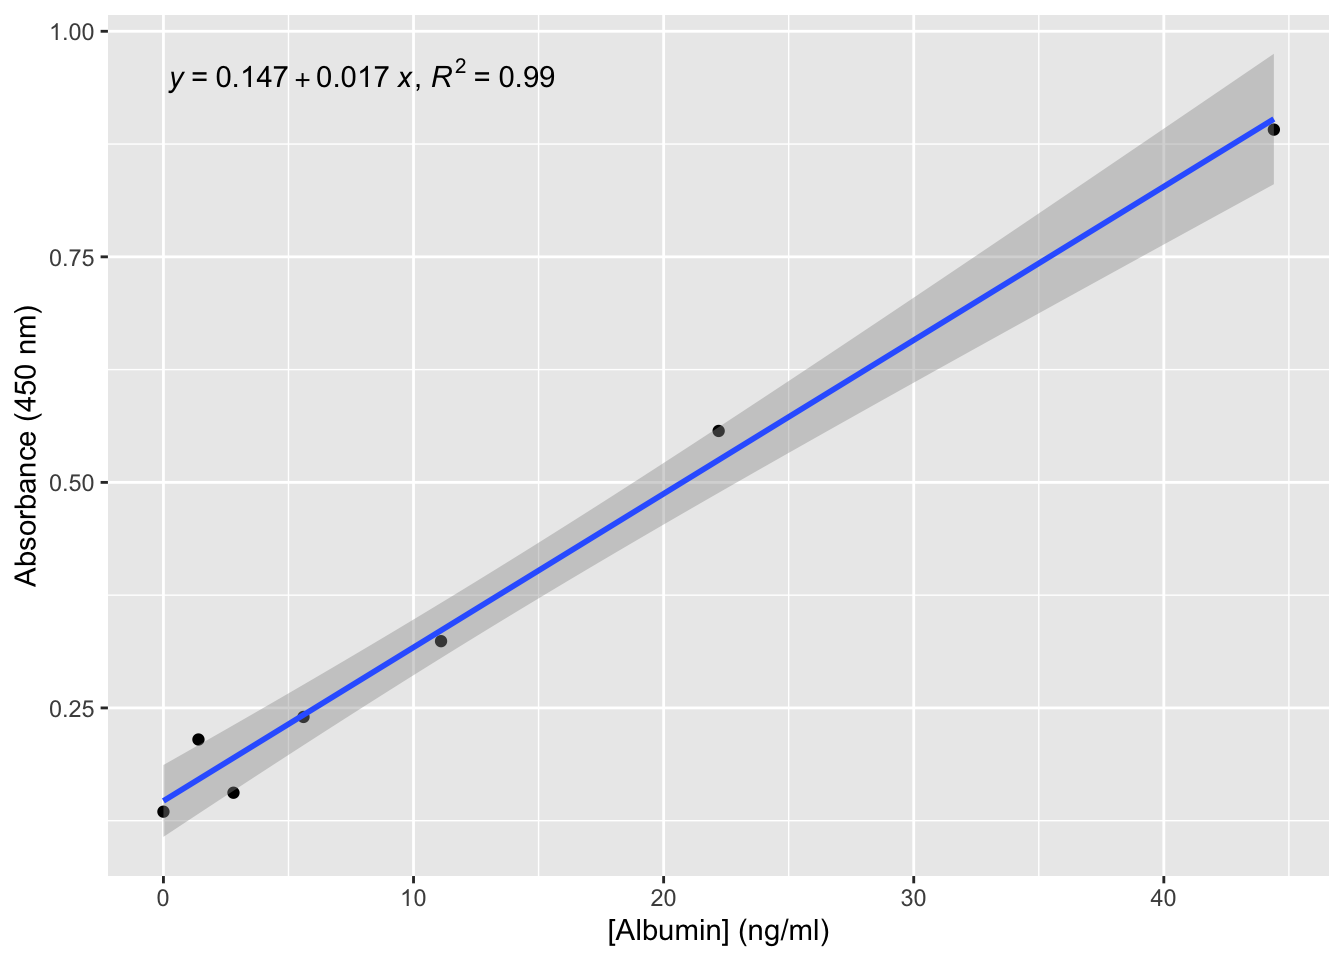 1.00
y = 0.147 + 0.017 x, R² = 0.99
0.75
0.50
0.25
Absorbance (450 nm)
0 10 20 30 40
[Albumin] (ng/ml)